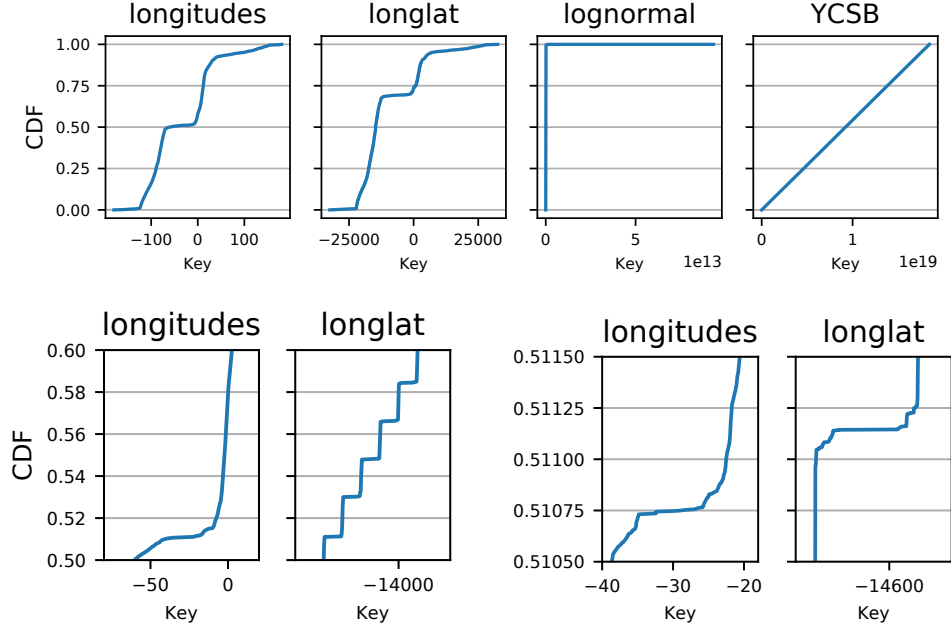 longitudes longlat lognormal YCSB
CDF
1.00
0.75
0.50
0.25
0.00
−100 0 100
−25000 0 25000
0 5
0 1
Key Key Key 1e13 Key 1e19
longitudes longlat
CDF
0.60
0.58
0.56
0.54
0.52
0.50
−50 0
−14000
Key Key
longitudes longlat
0.51150
0.51125
0.51100
0.51075
0.51050
−40 −30 −20
−14600
Key Key